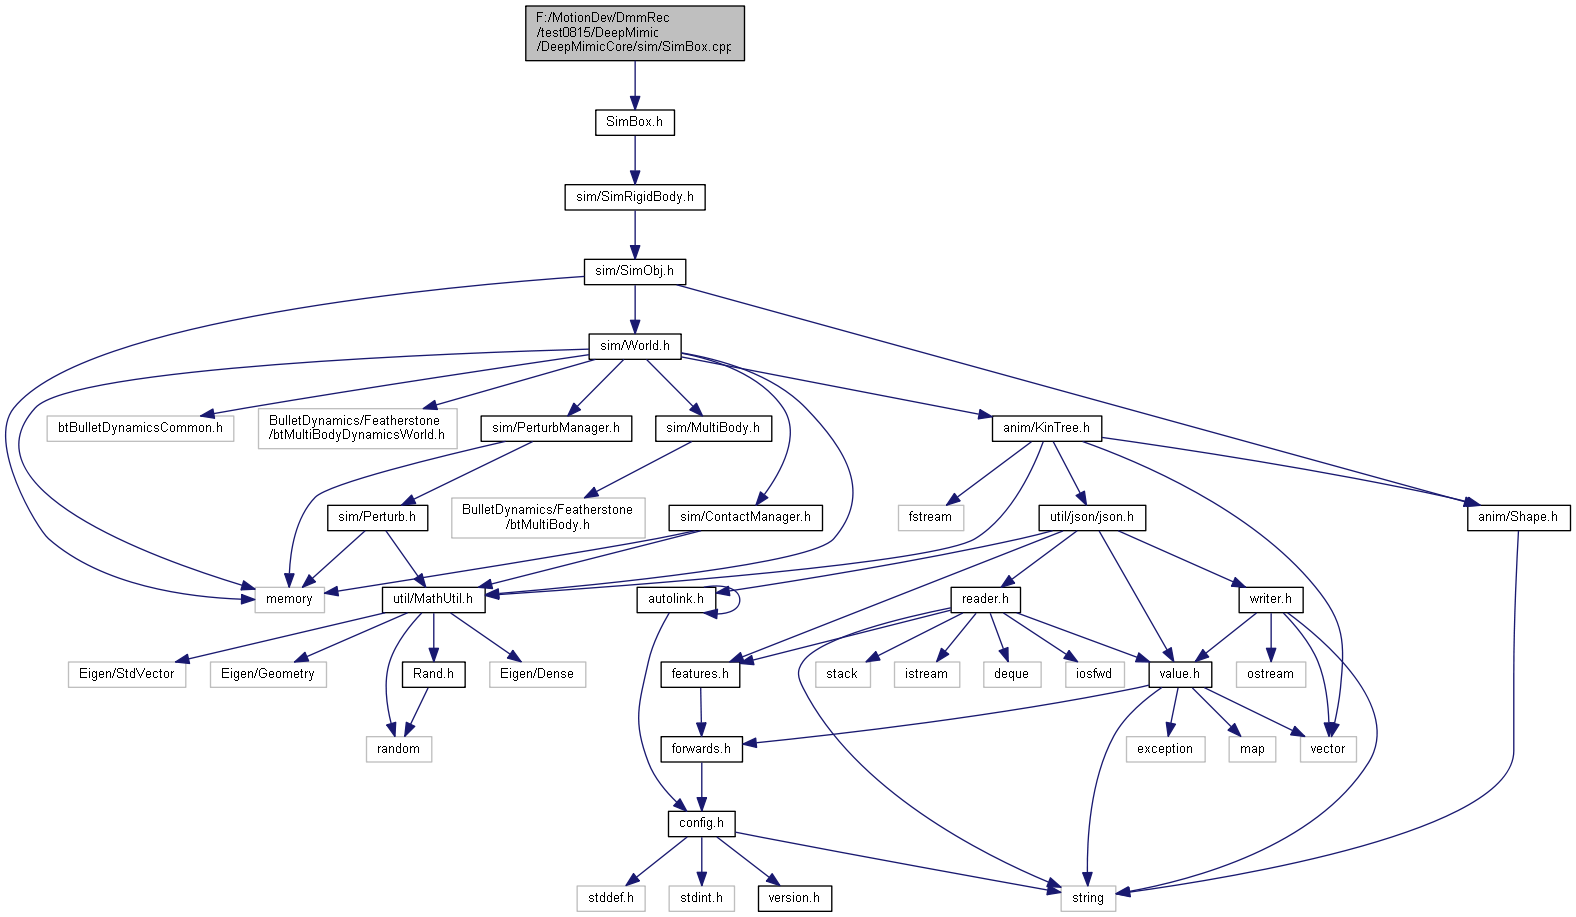 F:/MotionDev/DmmRec
/test0815/DeepMimic
/DeepMimicCore/sim/SimBox.cpp
SimBox.h
sim/SimRigidBody.h
sim/SimObj.h
sim/World.h
btBulletDynamicsCommon.h
BulletDynamics/Featherstone
/btMultiBodyDynamicsWorld.h
sim/PerturbManager.h
sim/MultiBody.h
anim/KinTree.h
sim/Perturb.h
BulletDynamics/Featherstone
/btMultiBody.h
sim/ContactManager.h
fstream
util/json/json.h
anim/Shape.h
memory
util/MathUtil.h
autolink.h
reader.h
writer.h
Eigen/StdVector
Eigen/Geometry
Rand.h
Eigen/Dense
features.h
stack
istream
deque
iosfwd
value.h
ostream
random
forwards.h
exception
map
vector
config.h
stddef.h
stdint.h
version.h
string